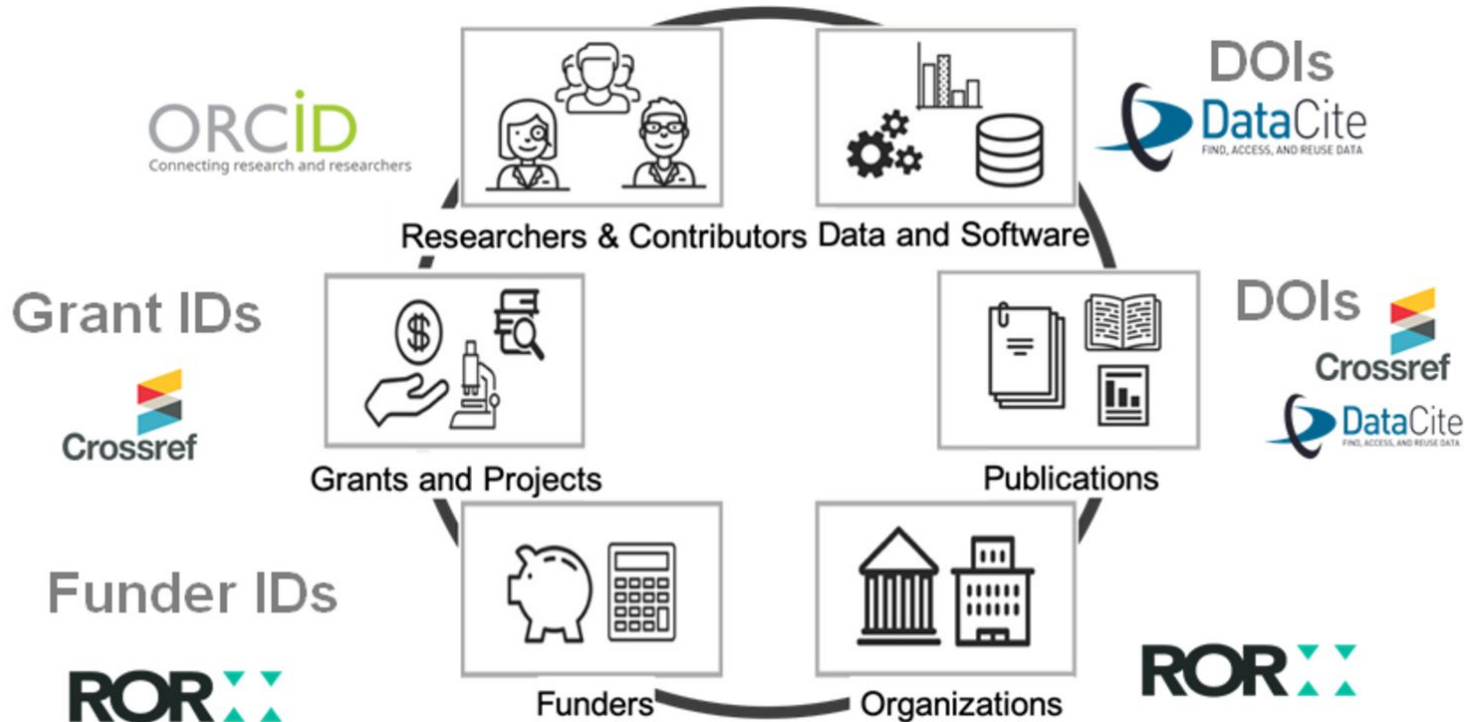 ORCiD
Connecting research and researchers
DOIs
DataCite
FIND, ACCESS, AND REUSE DATA
Researchers & Contributors
Data and Software
Grant IDs
Crossref
$
Grants and Projects
DOIs
Crossref
DataCite
FIND, ACCESS, AND REUSE DATA
Publications
Funder IDs
ROR
Funders
Organizations
ROR